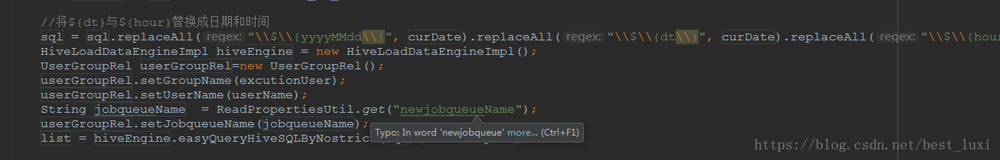 //将${dt}与${hour}替换成日期和时间
sql = sql.replaceAll( regex: "\\$\\{yyyyMMdd\\}", curDate).replaceAll( regex: "\\$\\{dt\\}", curDate).replaceAll( regex: "\\$\\{hou
HiveLoadDataEngineImpl hiveEngine = new HiveLoadDataEngineImpl();
UserGroupRel userGroupRel=new UserGroupRel();
userGroupRel.setGroupName(excutionUser);
userGroupRel.setUserName(userName);
String jobqueueName  = ReadPropertiesUtil.get("newjobqueueName");
userGroupRel.setJobqueueName(jobqueueName);
Typo: In word 'newjobqueue' more... (Ctrl+F1)
list = hiveEngine.easyQueryHiveSQLByNostric
https://blog.csdn.net/best_luxi